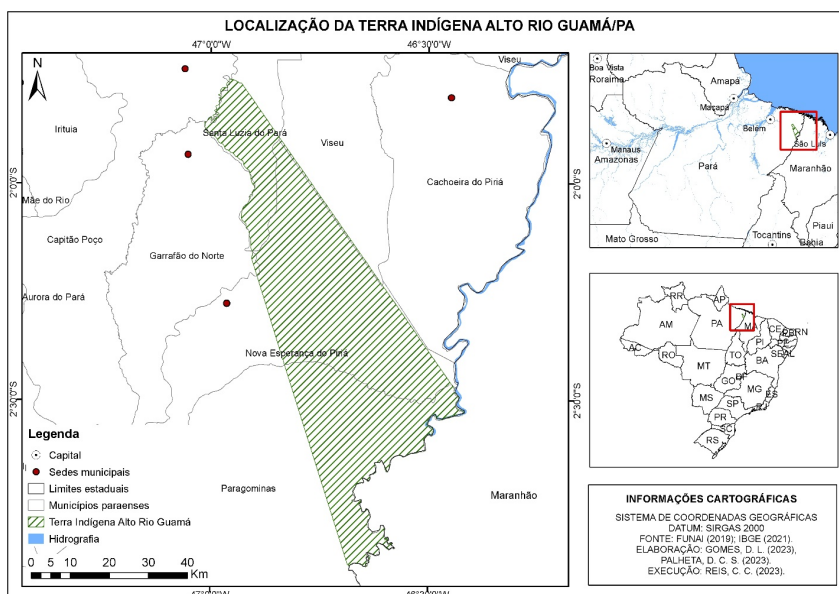 LOCALIZAÇÃO DA TERRA INDÍGENA ALTO RIO GUAMÁ/PA
47°0'0"W
46°30'0"W
N
Viseu
Irituia
Santa Luzia do Pará
Viseu
2°0'0"S
2°0'0"S
Cachoeira do Piriá
Mãe do Rio
Capitão Poço
Garrafão do Norte
Aurora do Pará
Nova Esperança do Piriá
2°30'0"S
2°30'0"S
Paragominas
Maranhão
Legenda
Capital
Sedes municipais
Limites estaduais
Municípios paraenses
Terra Indígena Alto Rio Guamá
Hidrografia
0 5 10 20 30 40
Km
47°0'0"W
46°30'0"W
Boa Vista
Roraima
Amapá
Macapá
Belém
Manaus
São Luís
Amazonas
Pará
Maranhão
Piauí
Tocantins
Mato Grosso
Bahia
RR
AP
AM
PA
MA
CE
RN
PB
PI
PE
AC
SE
AL
RO
TO
BA
MT
DF
GO
MG
ES
MS
SP
RJ
PR
SC
RS
INFORMAÇÕES CARTOGRÁFICAS
SISTEMA DE COORDENADAS GEOGRÁFICAS
DATUM: SIRGAS 2000
FONTE: FUNAI (2019); IBGE (2021).
ELABORAÇÃO: GOMES, D. L. (2023),
PALHETA, D. C. S. (2023).
EXECUÇÃO: REIS, C. C. (2023).